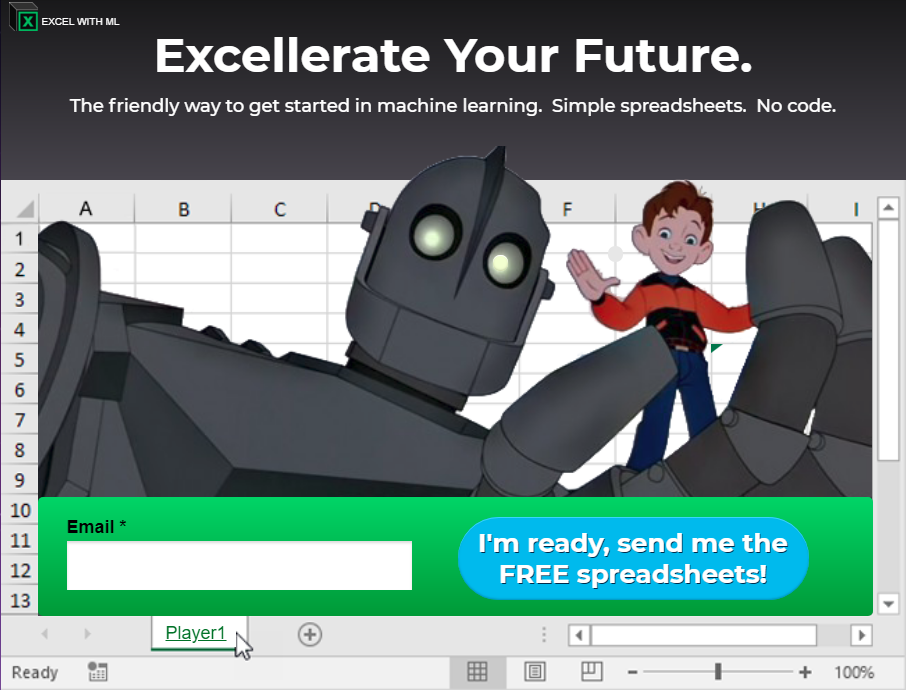 X EXCEL WITH ML
Excellerate Your Future.
The friendly way to get started in machine learning. Simple spreadsheets. No code.
A B C D F H I
1
2
3
4
5
6
7
8
9
10
11
12
13
Email *
I'm ready, send me the
FREE spreadsheets!
Player1
Ready
100%